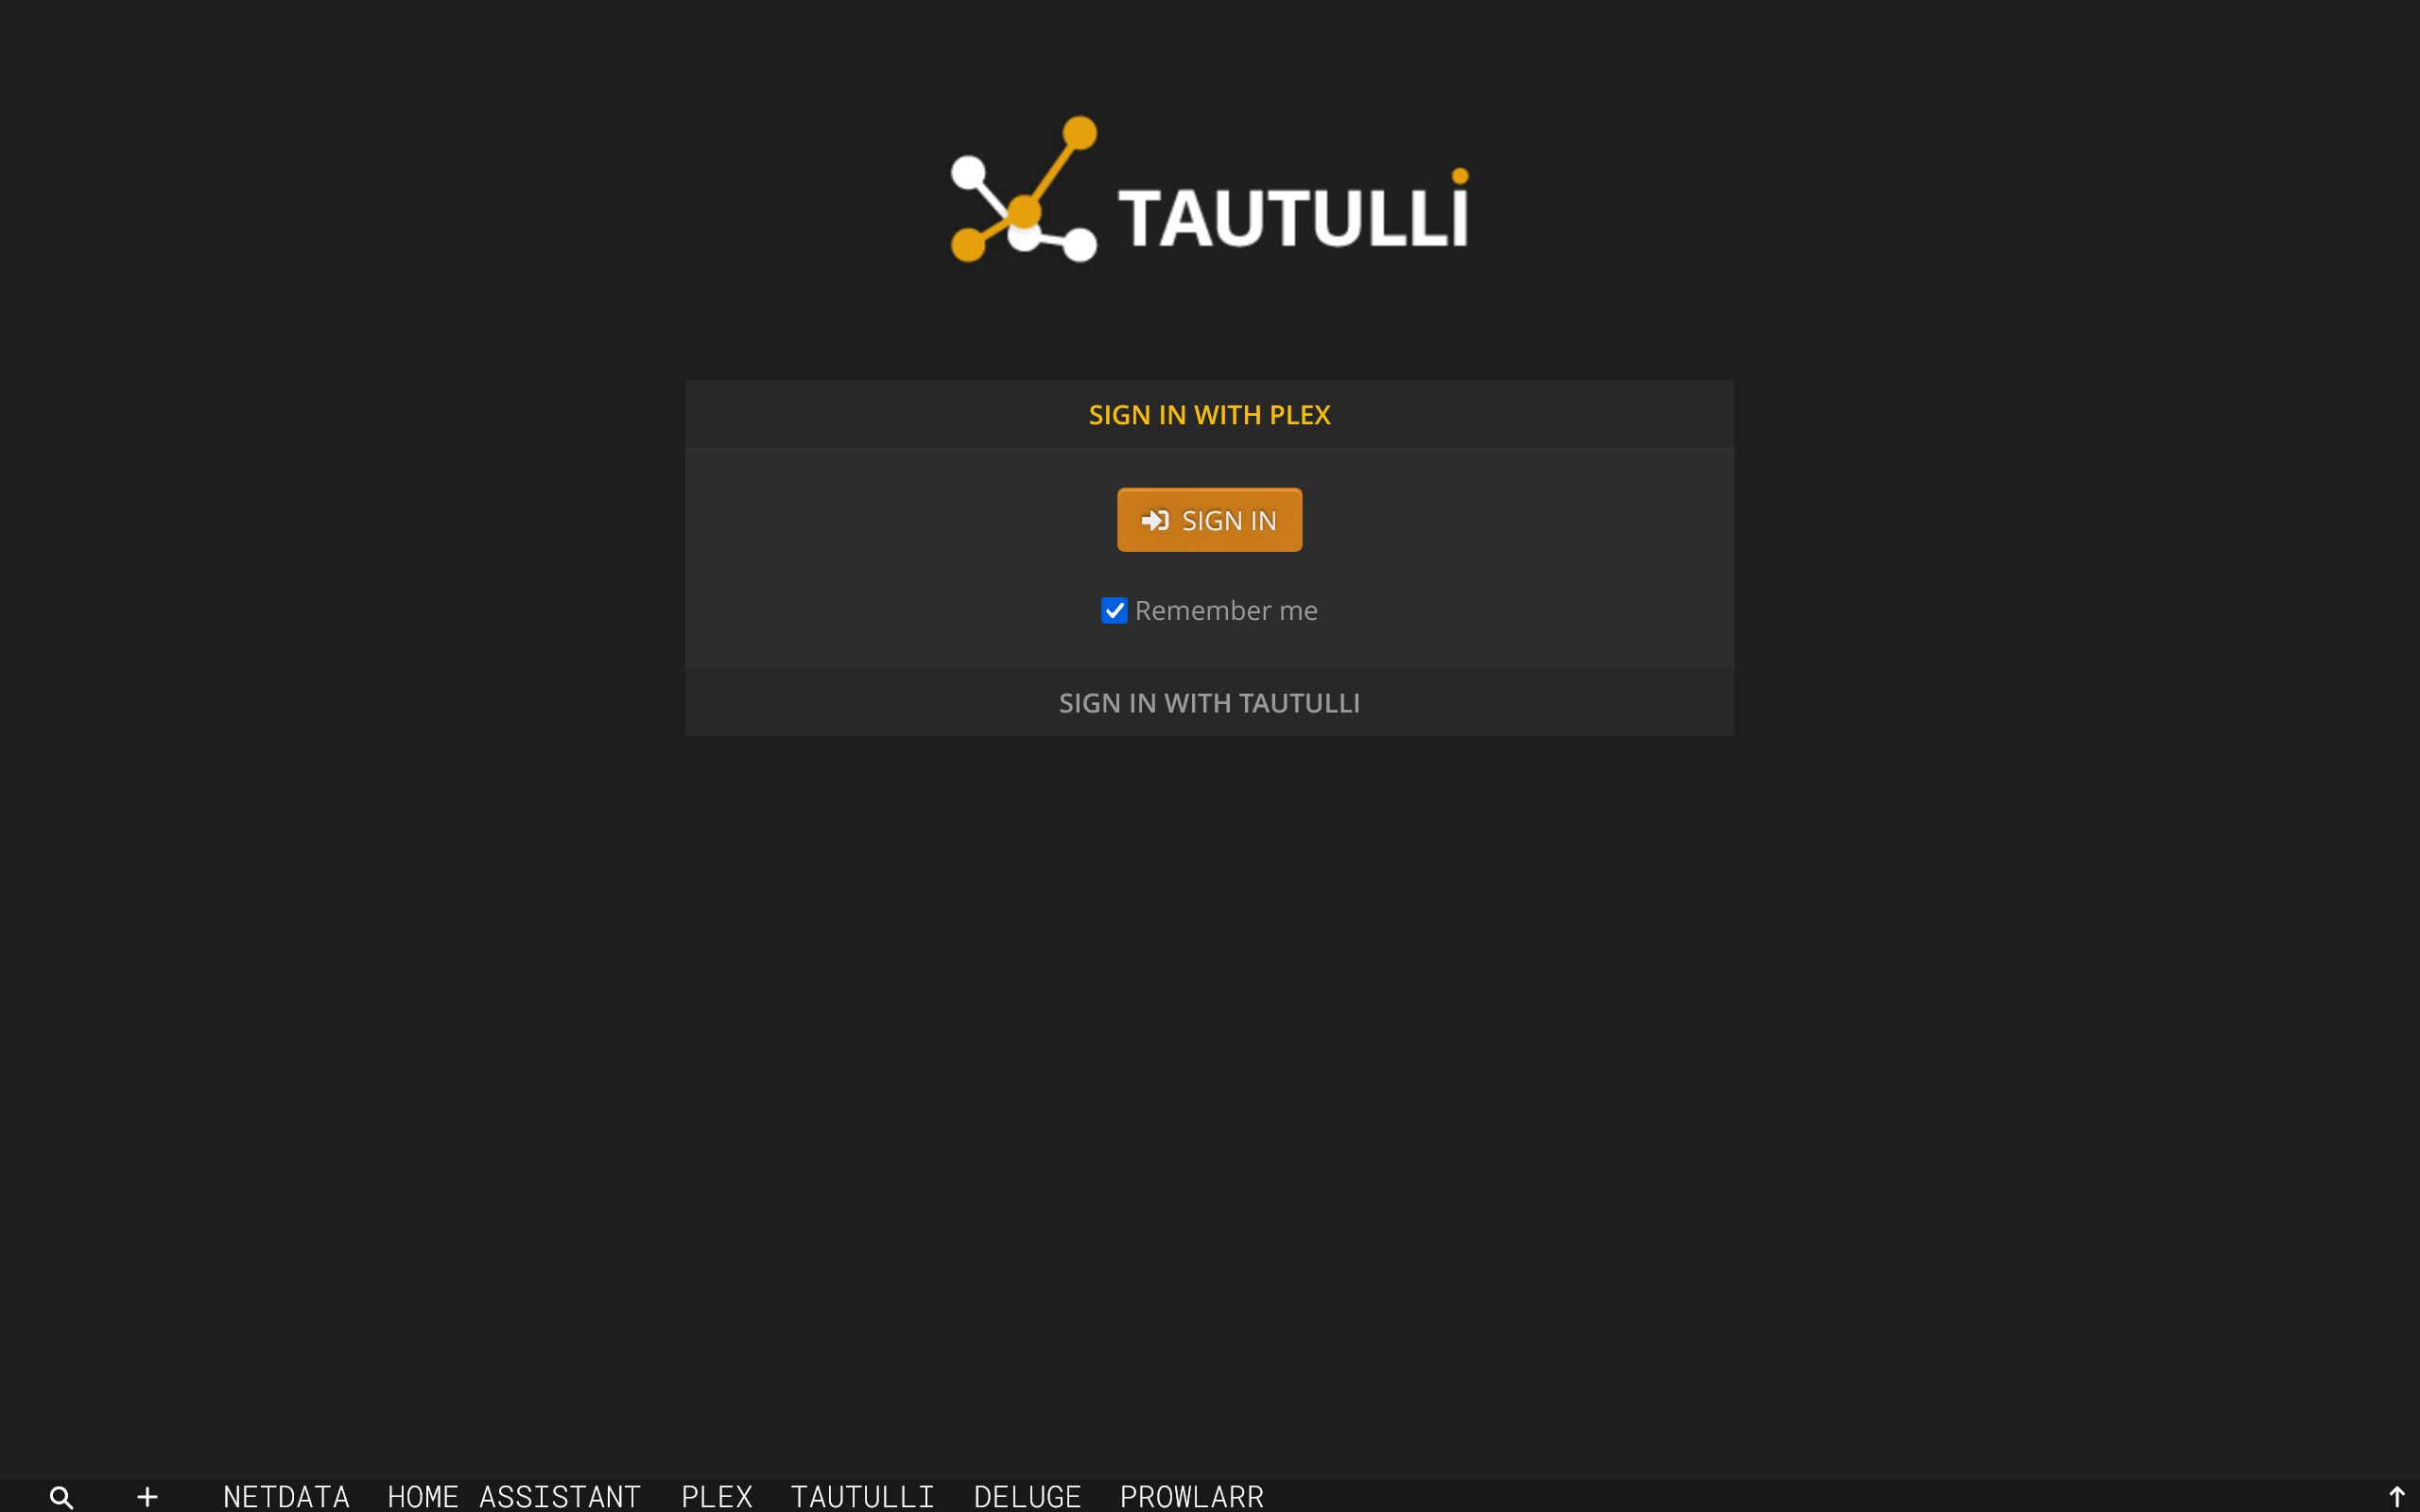 TAUTULLi
SIGN IN WITH PLEX
SIGN IN
Remember me
SIGN IN WITH TAUTULLI
NETDATA HOME ASSISTANT PLEX TAUTULLI DELUGE PROWLARR